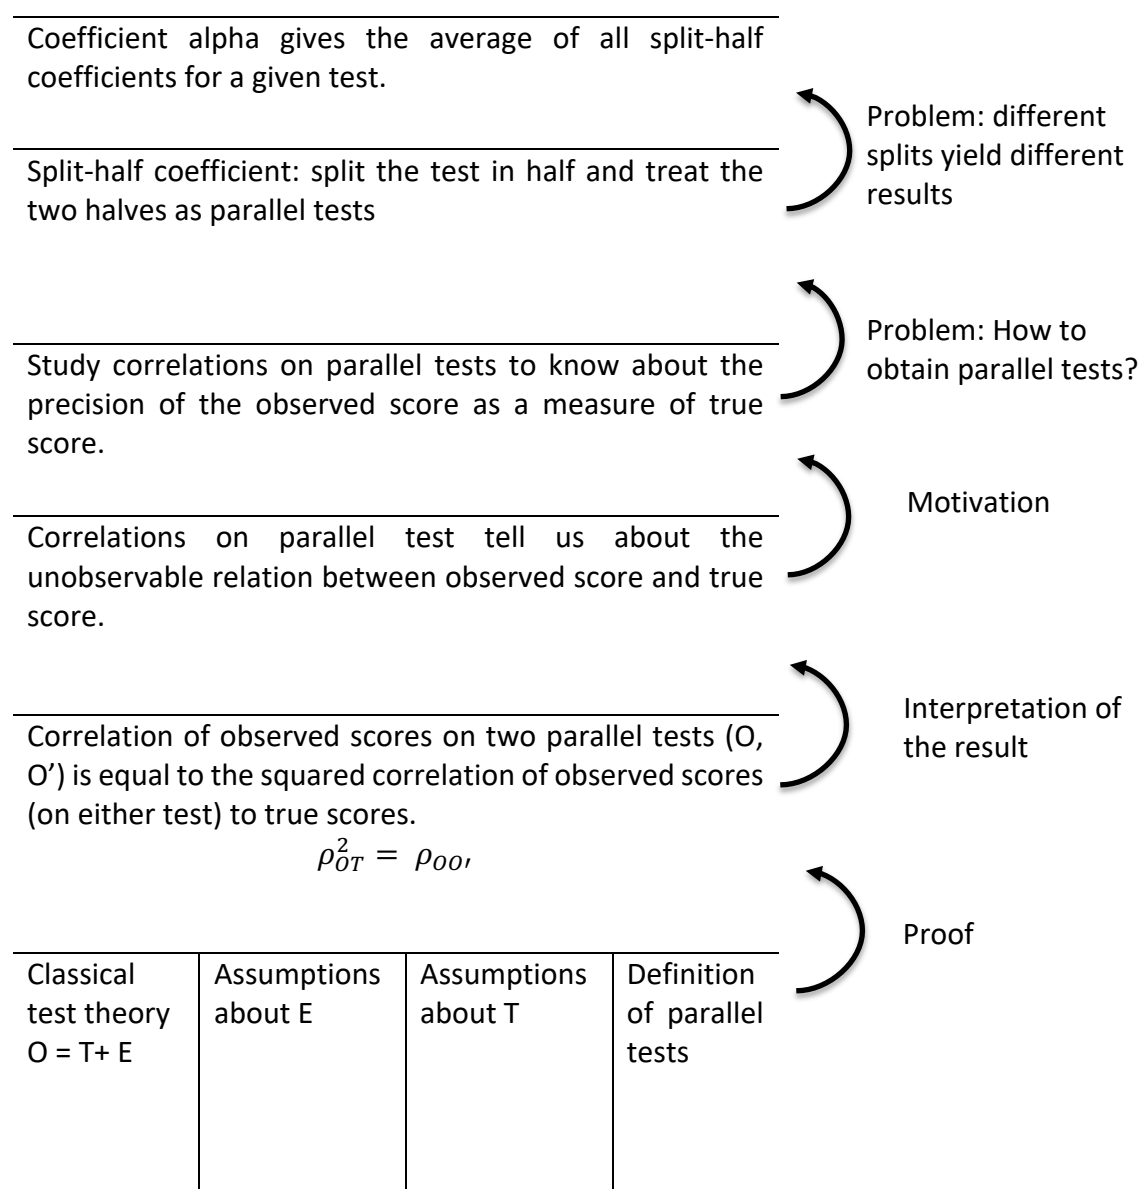 Coefficient alpha gives the average of all split-half
coefficients for a given test.
Problem: different
splits yield different
results
Split-half coefficient: split the test in half and treat the
two halves as parallel tests
Problem: How to
obtain parallel tests?
Study correlations on parallel tests to know about the
precision of the observed score as a measure of true
score.
Motivation
Correlations on parallel test tell us about the
unobservable relation between observed score and true
score.
Interpretation of
the result
Correlation of observed scores on two parallel tests (O,
O’) is equal to the squared correlation of observed scores
(on either test) to true scores.
𝜌²_𝑂𝑇 = 𝜌_𝑂𝑂′
Proof
Classical
test theory
O = T+ E
Assumptions
about E
Assumptions
about T
Definition
of parallel
tests